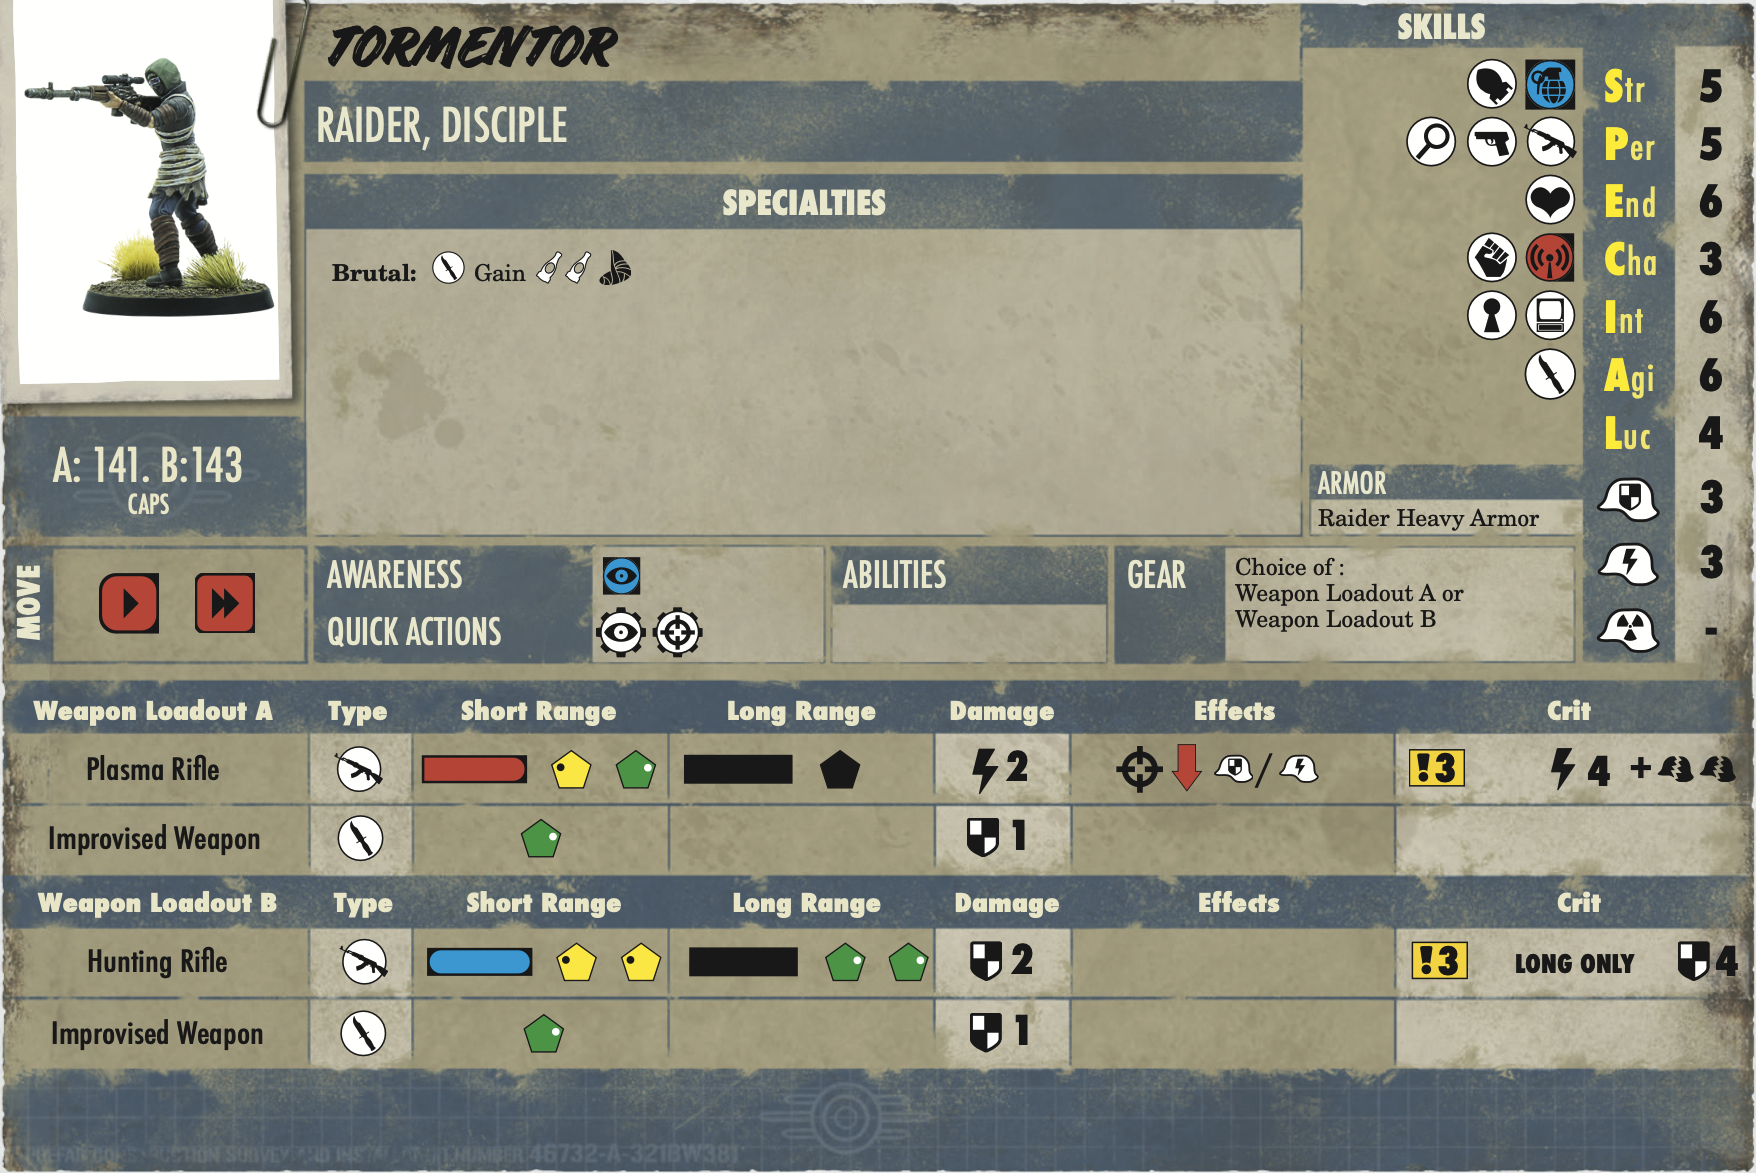 TORMENTOR
RAIDER, DISCIPLE
SPECIALTIES
Brutal: Gain
SKILLS
Str 5
Per 5
End 6
Cha 3
Int 6
Agi 6
Luc 4
3
3
-
ARMOR
Raider Heavy Armor
A: 141. B:143
CAPS
MOVE
AWARENESS
QUICK ACTIONS
ABILITIES
GEAR
Choice of :
Weapon Loadout A or
Weapon Loadout B
Weapon Loadout A Type Short Range Long Range Damage Effects Crit
Plasma Rifle 2 / !3 4 +
Improvised Weapon 1
Weapon Loadout B Type Short Range Long Range Damage Effects Crit
Hunting Rifle 2 !3 LONG ONLY 4
Improvised Weapon 1